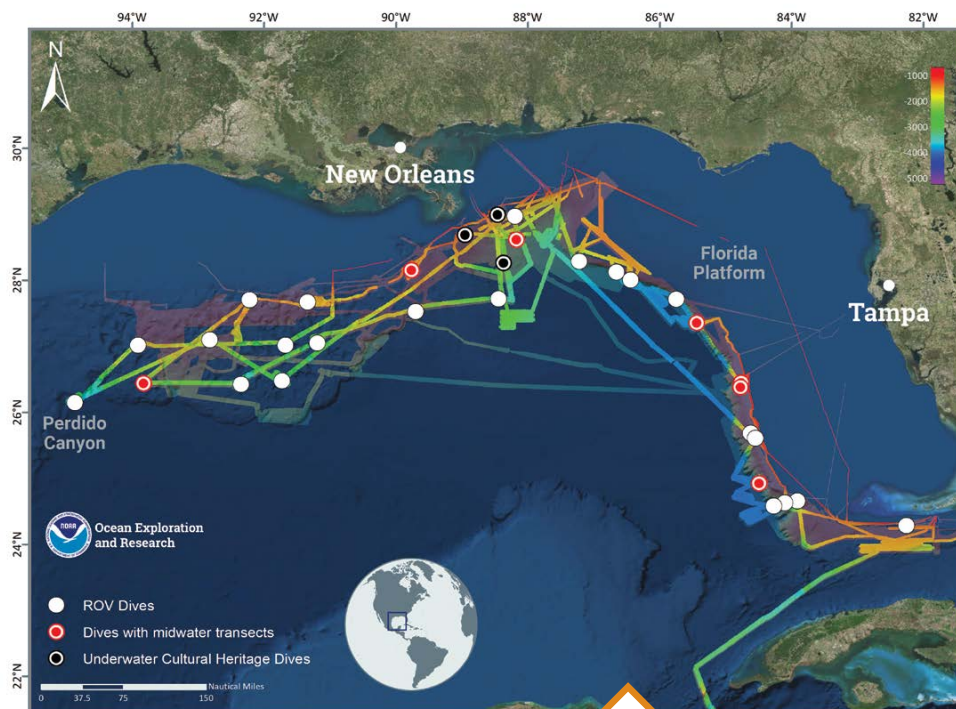 94°W 92°W 90°W 88°W 86°W 84°W 82°W
N
-1000
-2000
-3000
-4000
-5000
30°N
New Orleans
28°N
Florida
Platform
Tampa
26°N
Perdido
Canyon
24°N
NOAA
Ocean Exploration
and Research
ROV Dives
Dives with midwater transects
Underwater Cultural Heritage Dives
22°N
Nautical Miles
0 37.5 75 150